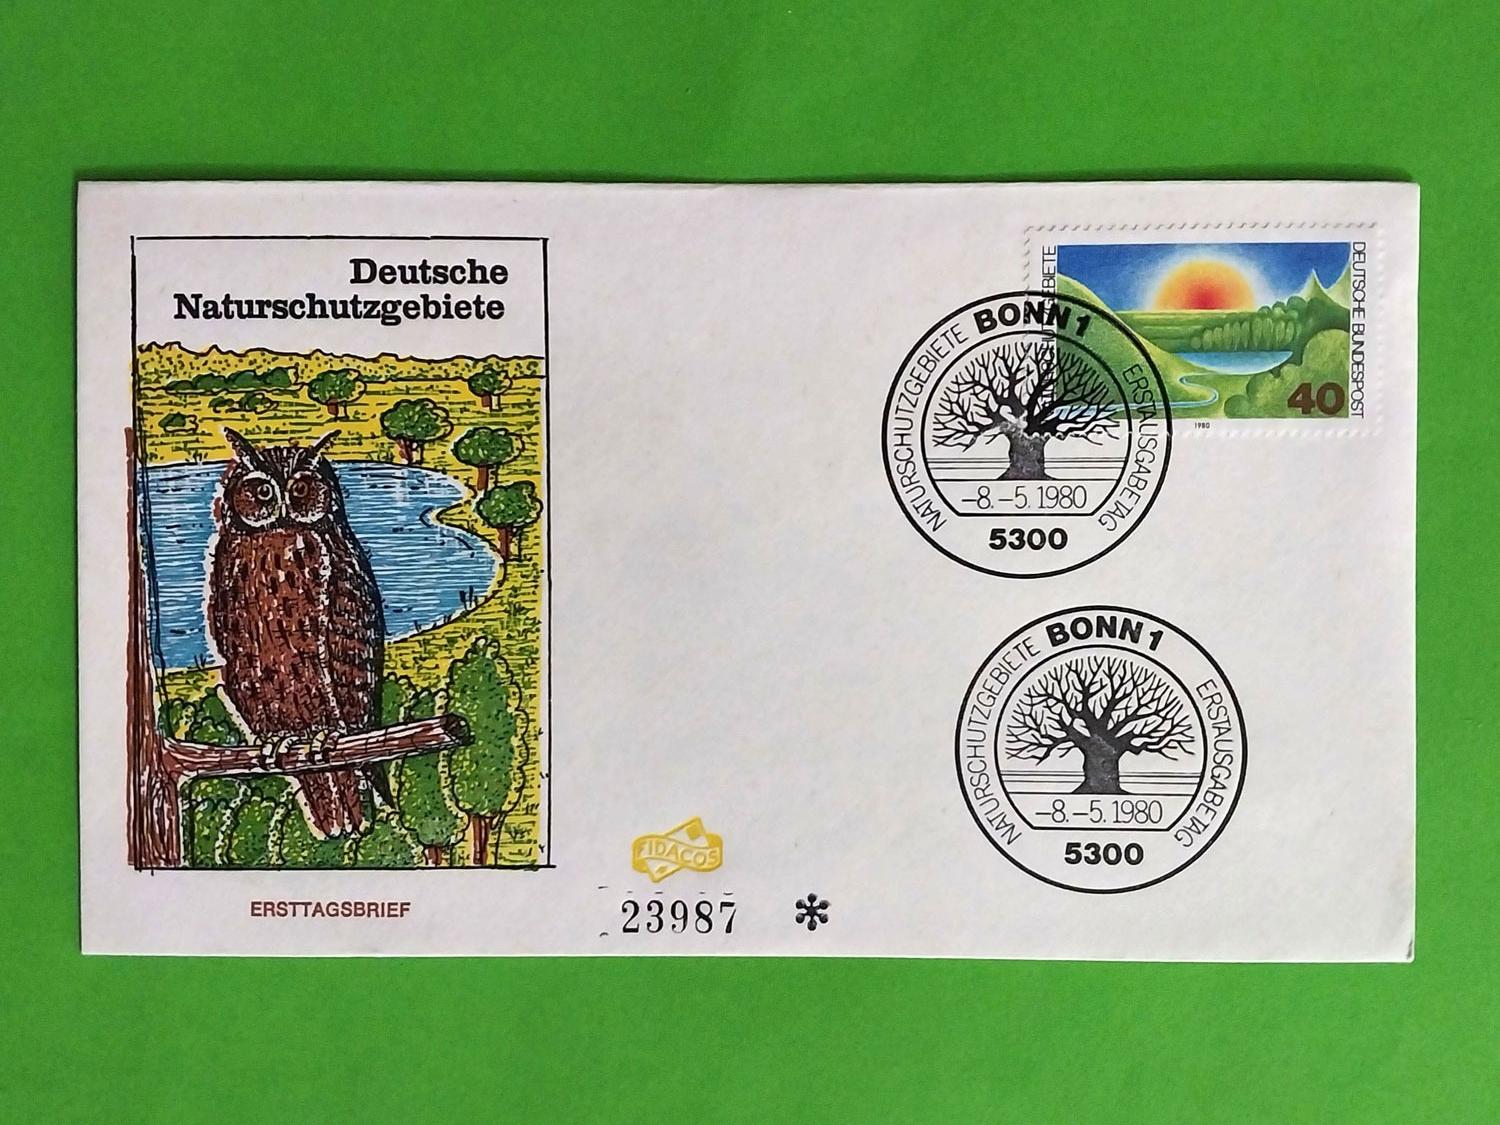 Deutsche
Naturschutzgebiete
NATURSCHUTZGEBIETE
DEUTSCHE BUNDESPOST
40
1980
BONN 1
NATURSCHUTZGEBIETE
ERSTAUSGABETAG
-8.-5.1980
5300
BONN 1
NATURSCHUTZGEBIETE
ERSTAUSGABETAG
-8.-5.1980
5300
FIDACOS
ERSTTAGSBRIEF
23987 *